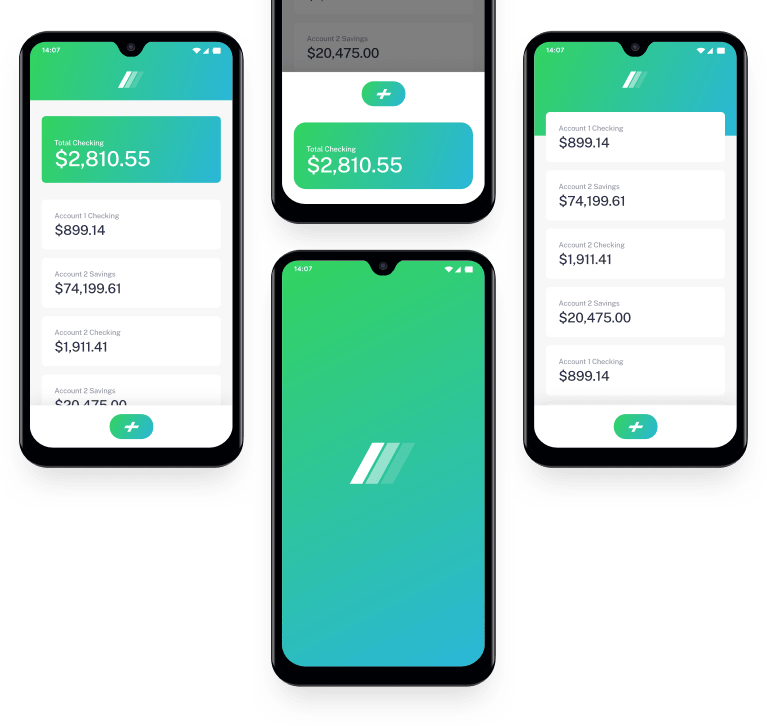 14:07
Total Checking
$2,810.55
Account 1 Checking
$899.14
Account 2 Savings
$74,199.61
Account 2 Checking
$1,911.41
Account 2 Savings
$20,475.00
Account 2 Savings
$20,475.00
Total Checking
$2,810.55
14:07
14:07
Account 1 Checking
$899.14
Account 2 Savings
$74,199.61
Account 2 Checking
$1,911.41
Account 2 Savings
$20,475.00
Account 1 Checking
$899.14